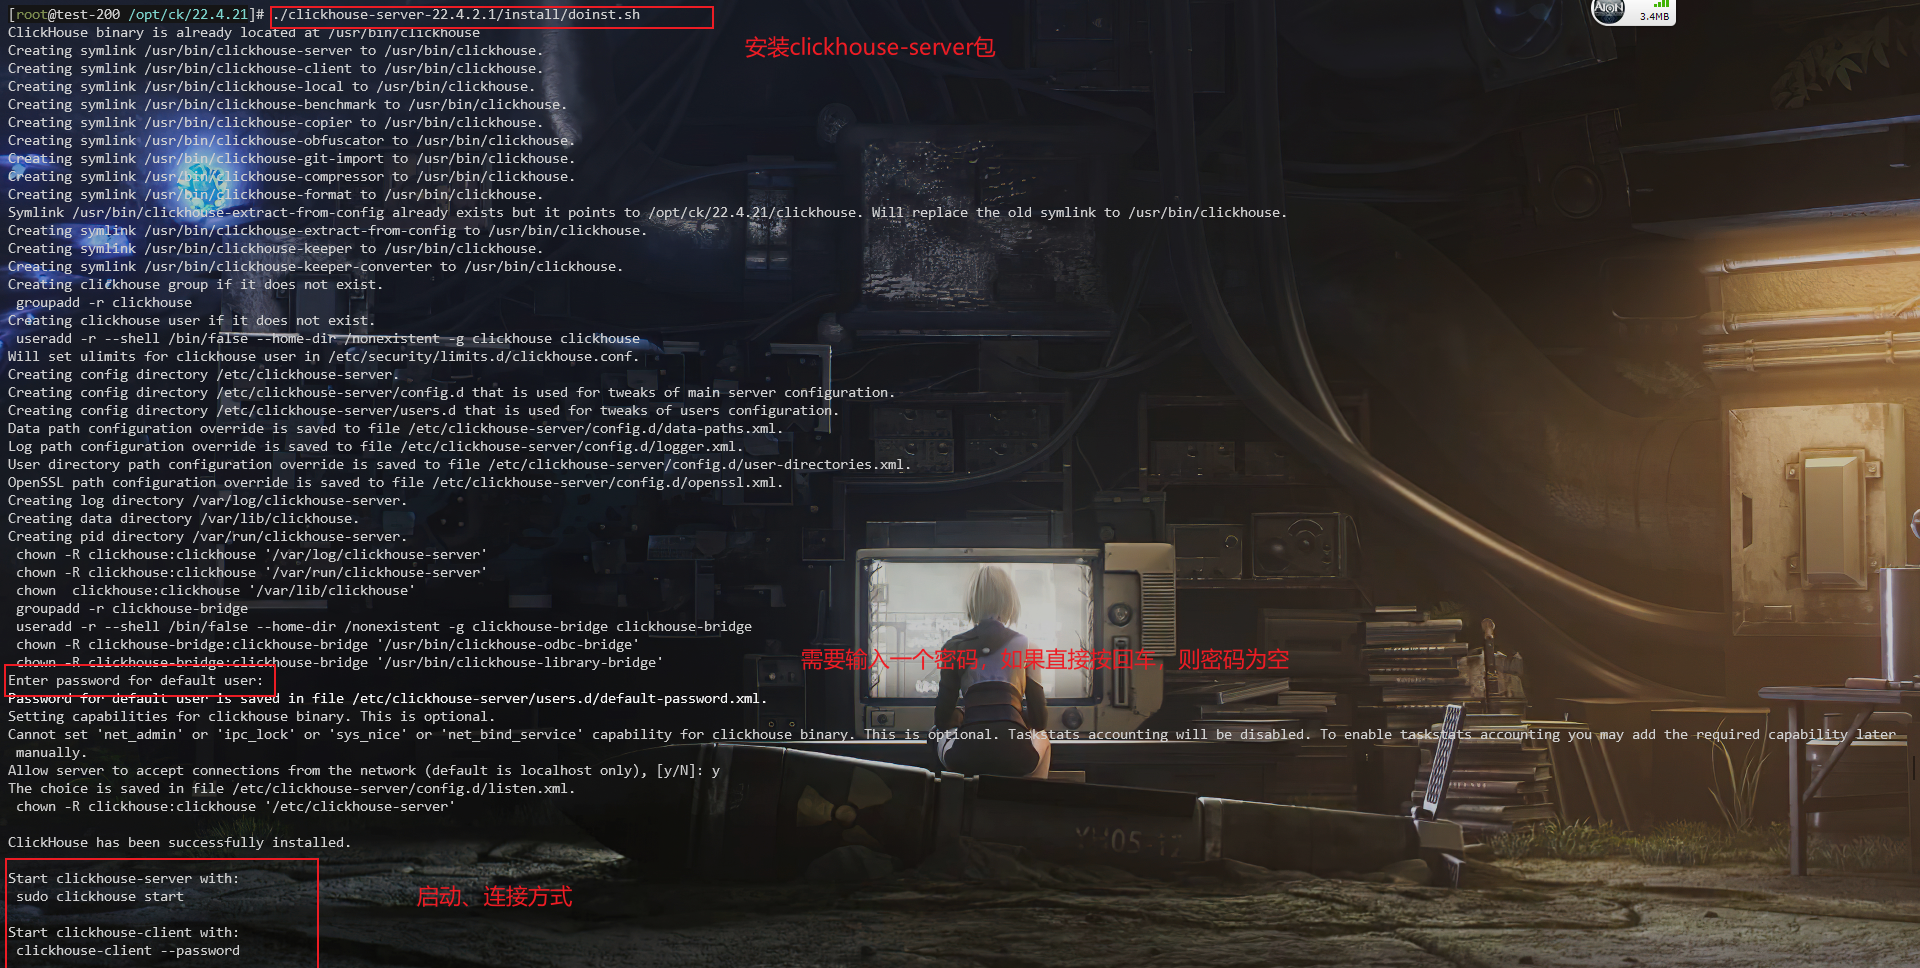 [root@test-200 /opt/ck/22.4.21]# ./clickhouse-server-22.4.2.1/install/doinst.sh
3.4MB
AION
ClickHouse binary is already located at /usr/bin/clickhouse
安装clickhouse-server包
Creating symlink /usr/bin/clickhouse-server to /usr/bin/clickhouse.
Creating symlink /usr/bin/clickhouse-client to /usr/bin/clickhouse.
Creating symlink /usr/bin/clickhouse-local to /usr/bin/clickhouse.
Creating symlink /usr/bin/clickhouse-benchmark to /usr/bin/clickhouse.
Creating symlink /usr/bin/clickhouse-copier to /usr/bin/clickhouse.
Creating symlink /usr/bin/clickhouse-obfuscator to /usr/bin/clickhouse.
Creating symlink /usr/bin/clickhouse-git-import to /usr/bin/clickhouse.
Creating symlink /usr/bin/clickhouse-compressor to /usr/bin/clickhouse.
Creating symlink /usr/bin/clickhouse-format to /usr/bin/clickhouse.
Symlink /usr/bin/clickhouse-extract-from-config already exists but it points to /opt/ck/22.4.21/clickhouse. Will replace the old symlink to /usr/bin/clickhouse.
Creating symlink /usr/bin/clickhouse-extract-from-config to /usr/bin/clickhouse.
Creating symlink /usr/bin/clickhouse-keeper to /usr/bin/clickhouse.
Creating symlink /usr/bin/clickhouse-keeper-converter to /usr/bin/clickhouse.
Creating clickhouse group if it does not exist.
groupadd -r clickhouse
Creating clickhouse user if it does not exist.
useradd -r --shell /bin/false --home-dir /nonexistent -g clickhouse clickhouse
Will set ulimits for clickhouse user in /etc/security/limits.d/clickhouse.conf.
Creating config directory /etc/clickhouse-server.
Creating config directory /etc/clickhouse-server/config.d that is used for tweaks of main server configuration.
Creating config directory /etc/clickhouse-server/users.d that is used for tweaks of users configuration.
Data path configuration override is saved to file /etc/clickhouse-server/config.d/data-paths.xml.
Log path configuration override is saved to file /etc/clickhouse-server/config.d/logger.xml.
User directory path configuration override is saved to file /etc/clickhouse-server/config.d/user-directories.xml.
OpenSSL path configuration override is saved to file /etc/clickhouse-server/config.d/openssl.xml.
Creating log directory /var/log/clickhouse-server.
Creating data directory /var/lib/clickhouse.
Creating pid directory /var/run/clickhouse-server.
chown -R clickhouse:clickhouse '/var/log/clickhouse-server'
chown -R clickhouse:clickhouse '/var/run/clickhouse-server'
chown  clickhouse:clickhouse '/var/lib/clickhouse'
groupadd -r clickhouse-bridge
useradd -r --shell /bin/false --home-dir /nonexistent -g clickhouse-bridge clickhouse-bridge
chown -R clickhouse-bridge:clickhouse-bridge '/usr/bin/clickhouse-odbc-bridge'
chown -R clickhouse-bridge:clickhouse-bridge '/usr/bin/clickhouse-library-bridge'
需要输入一个密码，如果直接按回车，则密码为空
Enter password for default user:
Password for default user is saved in file /etc/clickhouse-server/users.d/default-password.xml.
Setting capabilities for clickhouse binary. This is optional.
Cannot set 'net_admin' or 'ipc_lock' or 'sys_nice' or 'net_bind_service' capability for clickhouse binary. This is optional. Taskstats accounting will be disabled. To enable taskstats accounting you may add the required capability later
manually.
Allow server to accept connections from the network (default is localhost only), [y/N]: y
The choice is saved in file /etc/clickhouse-server/config.d/listen.xml.
chown -R clickhouse:clickhouse '/etc/clickhouse-server'
YH05-12
ClickHouse has been successfully installed.
Start clickhouse-server with:
sudo clickhouse start
启动、连接方式
Start clickhouse-client with:
clickhouse-client --password